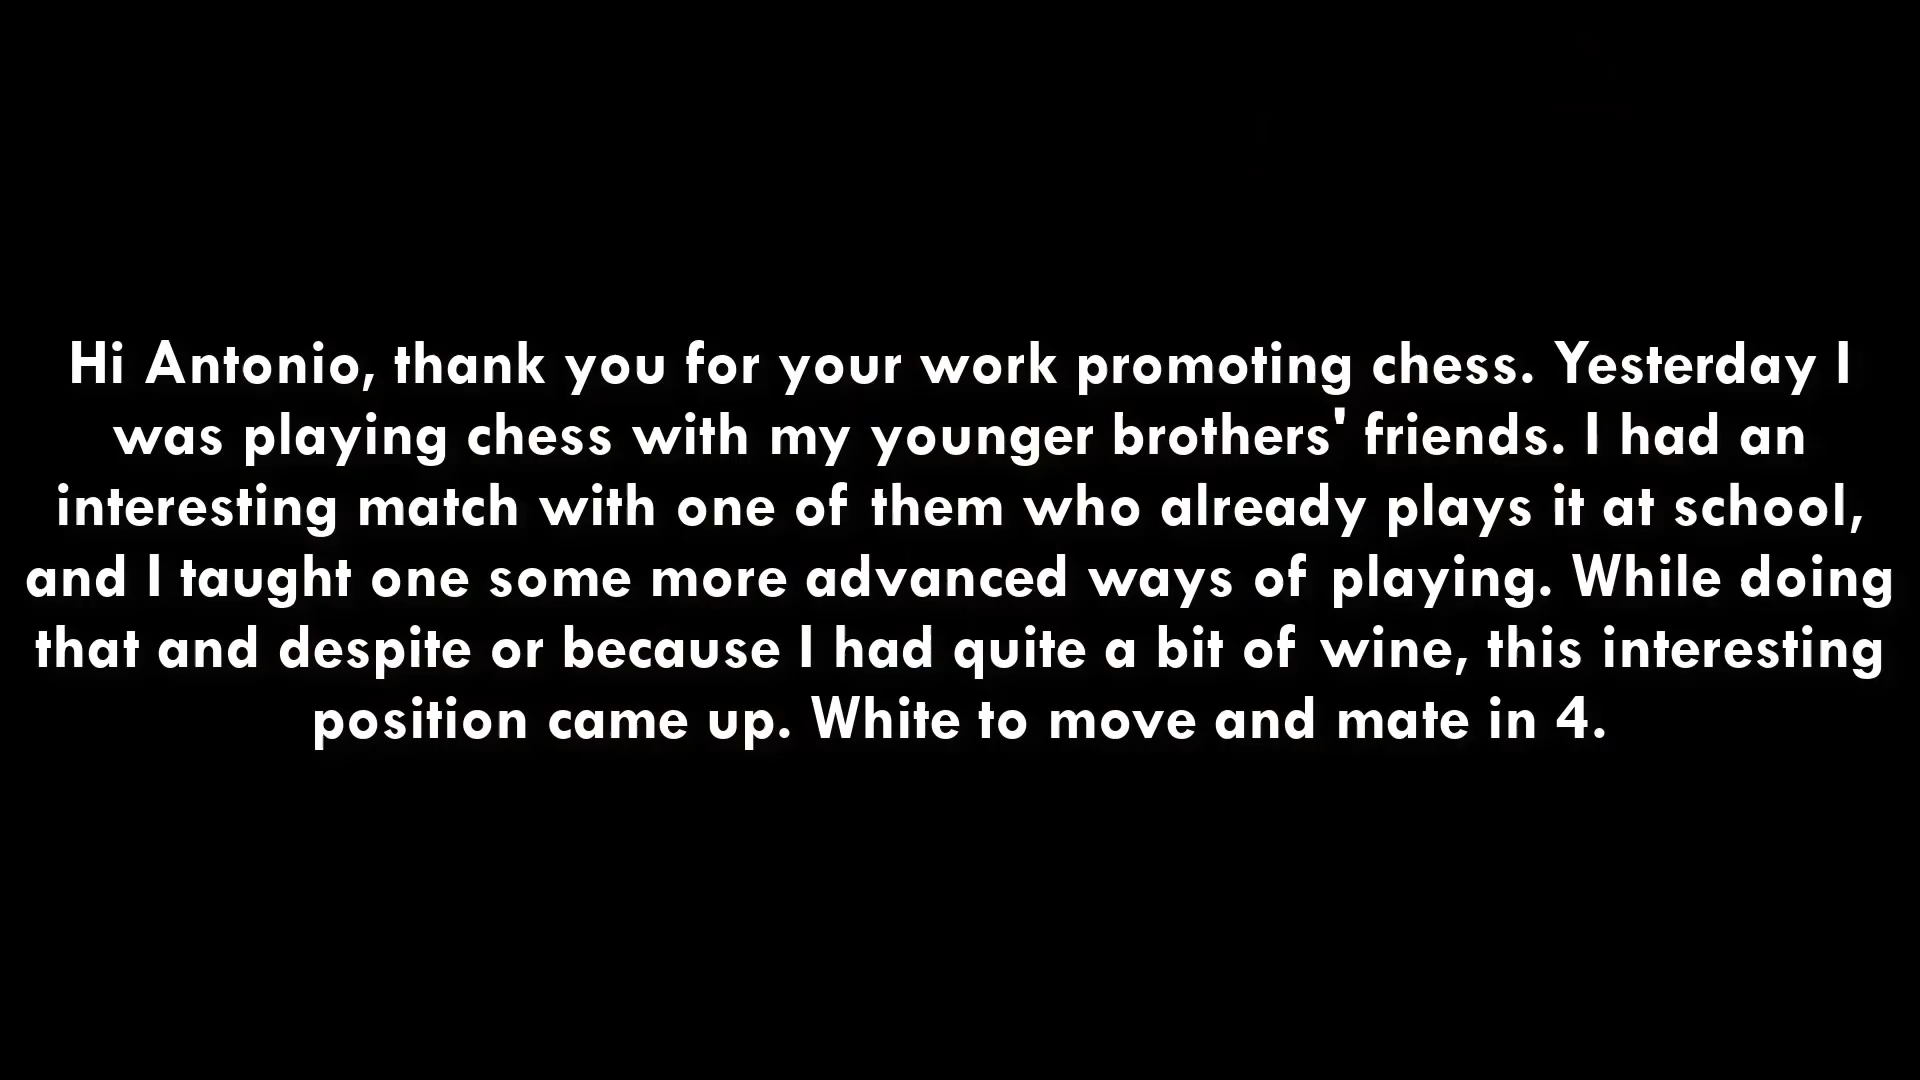 Hi Antonio, thank you for your work promoting chess. Yesterday I
was playing chess with my younger brothers' friends. I had an
interesting match with one of them who already plays it at school,
and I taught one some more advanced ways of playing. While doing
that and despite or because I had quite a bit of wine, this interesting
position came up. White to move and mate in 4.